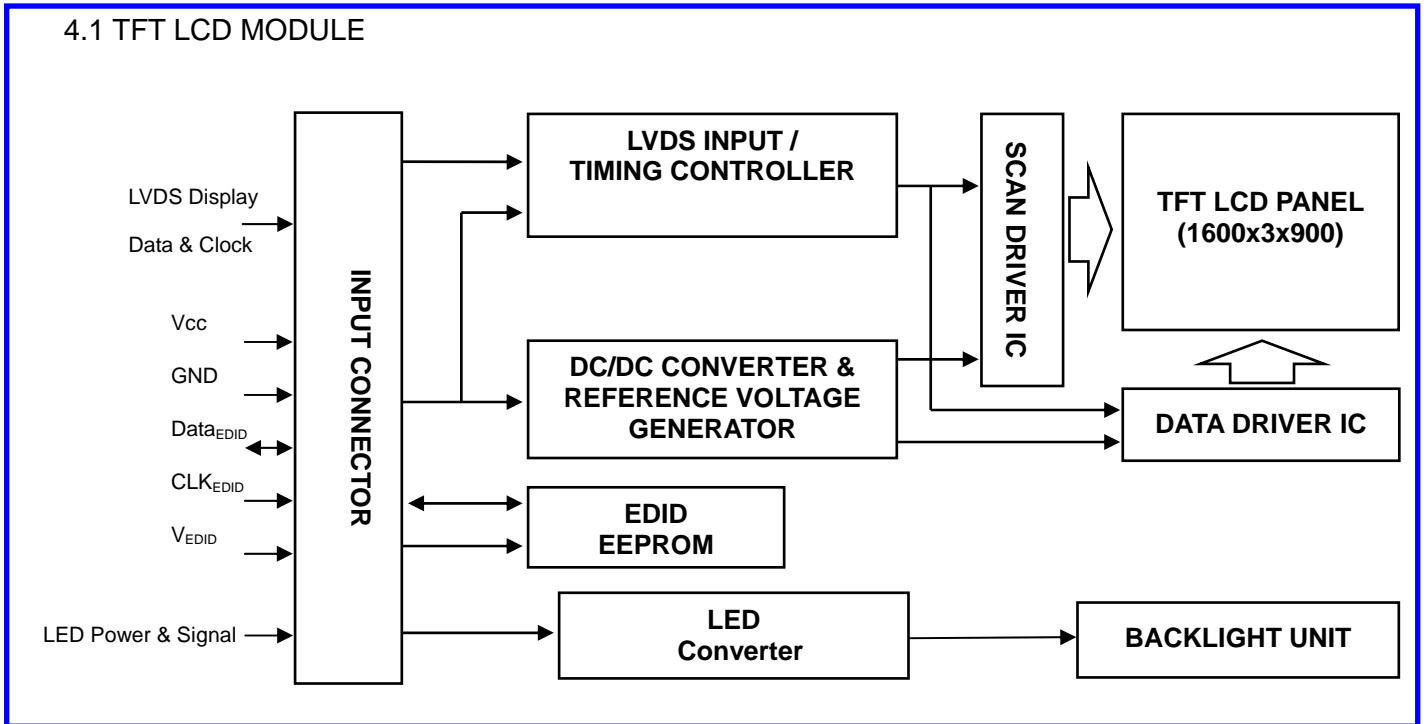 4.1 TFT LCD MODULE
LVDS Display
Data & Clock
Vcc
GND
DataEDID
CLKEDID
VEDID
LED Power & Signal
INPUT CONNECTOR
LVDS INPUT /
TIMING CONTROLLER
DC/DC CONVERTER &
REFERENCE VOLTAGE
GENERATOR
EDID
EEPROM
LED
Converter
SCAN DRIVER IC
TFT LCD PANEL
(1600x3x900)
DATA DRIVER IC
BACKLIGHT UNIT